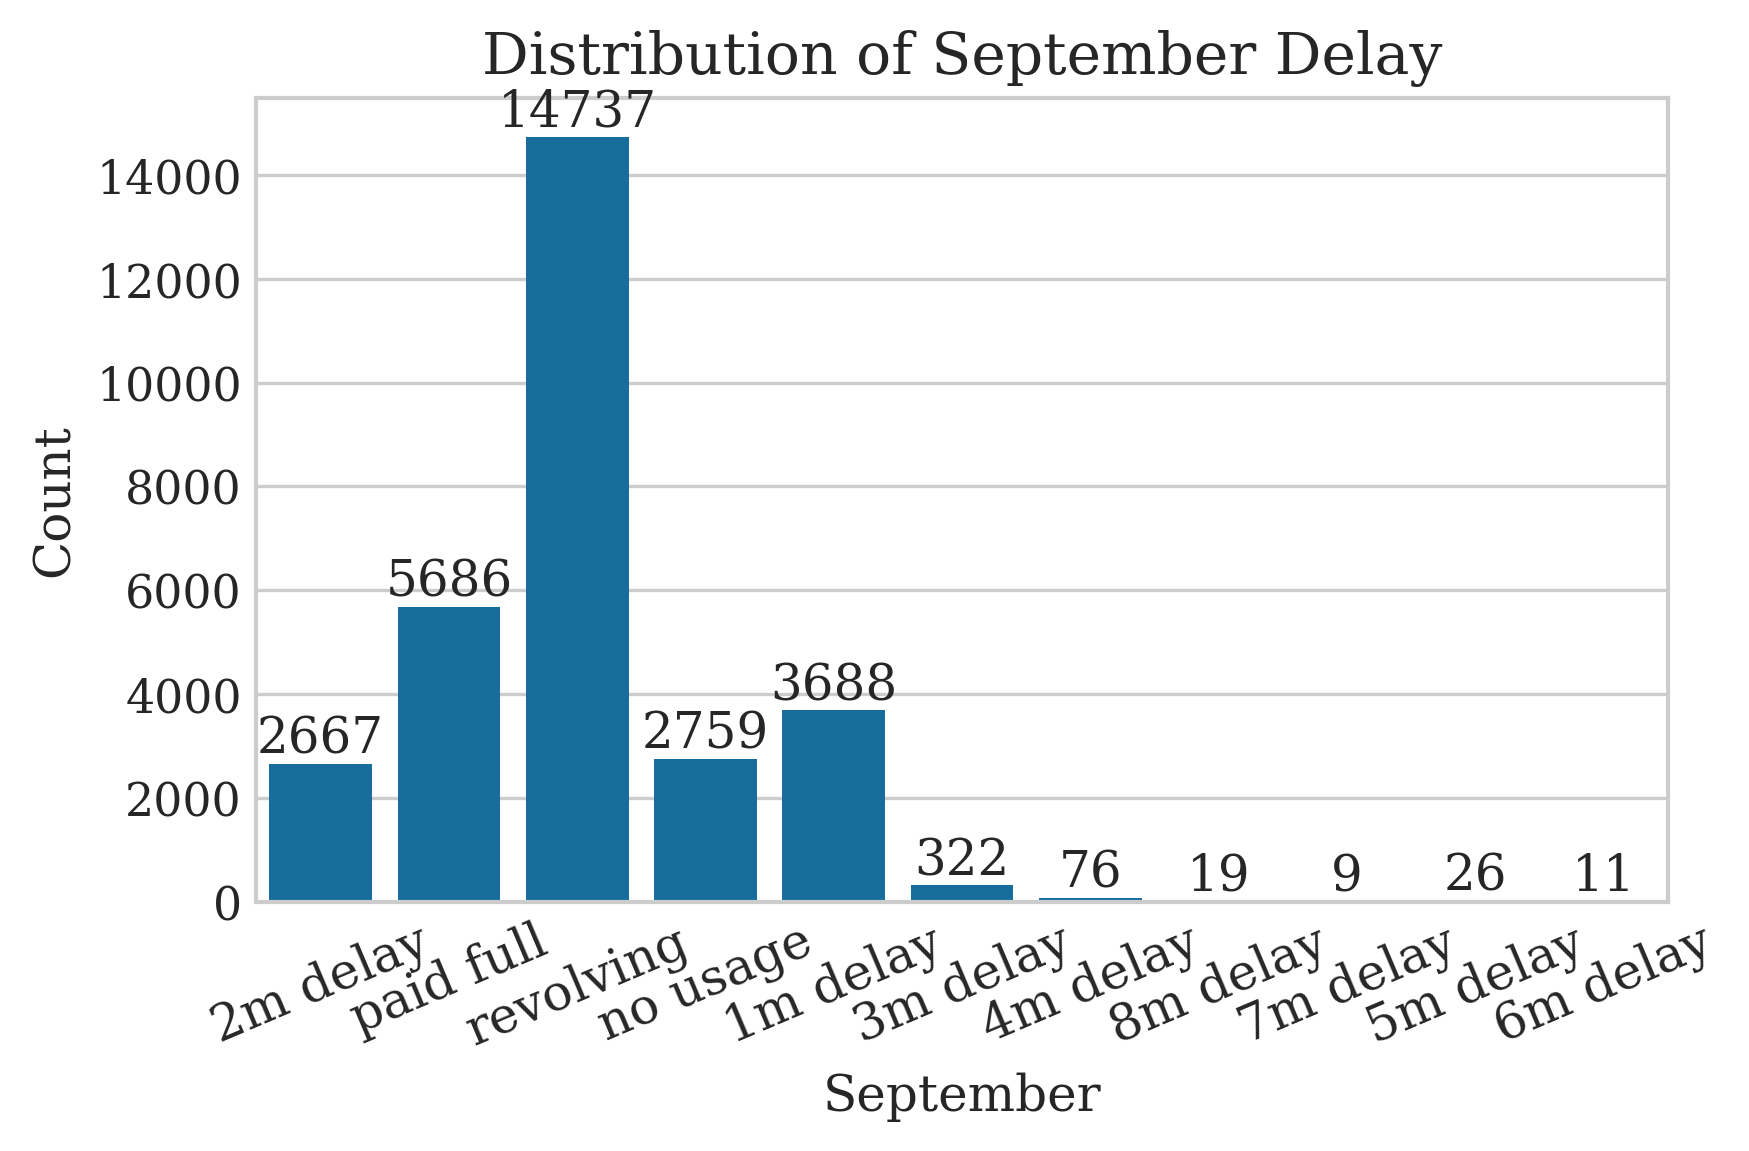 Distribution of September Delay
14737
14000
12000
10000
8000
6000
4000
2000
0
Count
2667
5686
2759
3688
322
76
19
9
26
11
2m delay
paid full
revolving
no usage
1m delay
3m delay
4m delay
8m delay
7m delay
5m delay
6m delay
September